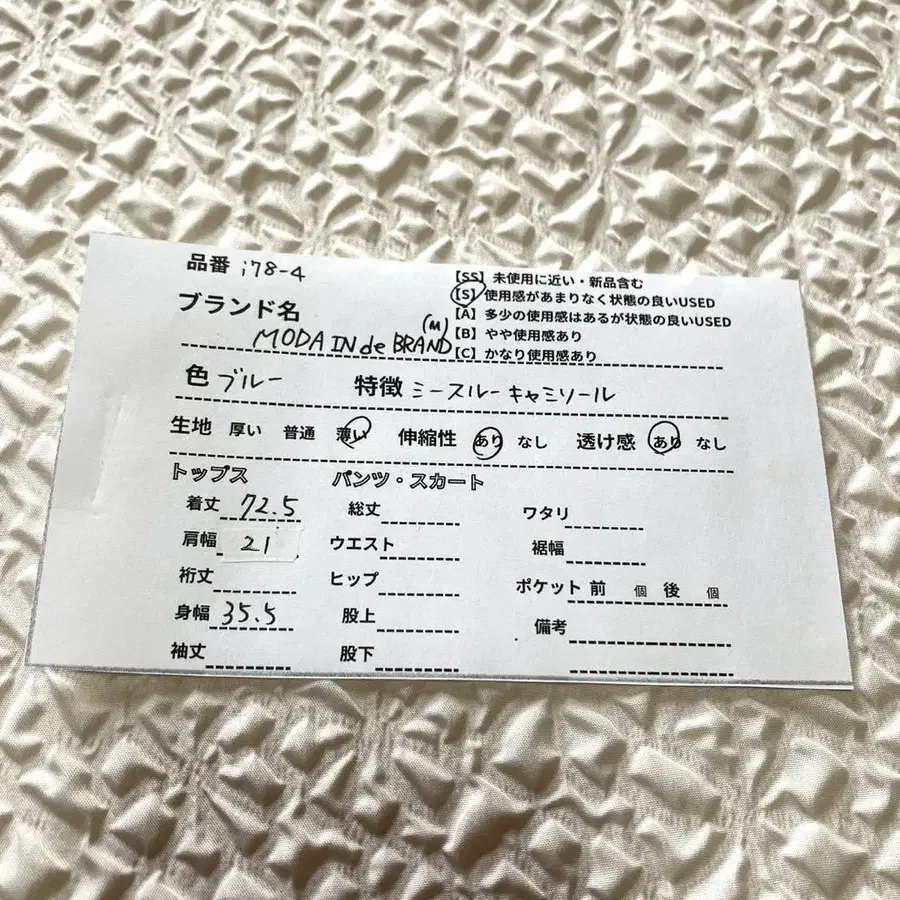 品番 i78-4
【SS】未使用に近い・新品含む
【S】使用感があまりなく状態の良いUSED
【A】多少の使用感はあるが状態の良いUSED
【B】やや使用感あり
【C】かなり使用感あり
ブランド名
MODA IN de BRAND (M)
色 ブルー 特徴 シースルーキャミソール
生地 厚い 普通 薄い 伸縮性 あり なし 透け感 あり なし
トップス パンツ・スカート
着丈 72.5 総丈 ワタリ
肩幅 21 ウエスト 裾幅
裄丈 ヒップ ポケット 前 個 後 個
身幅 35.5 股上 備考
袖丈 股下